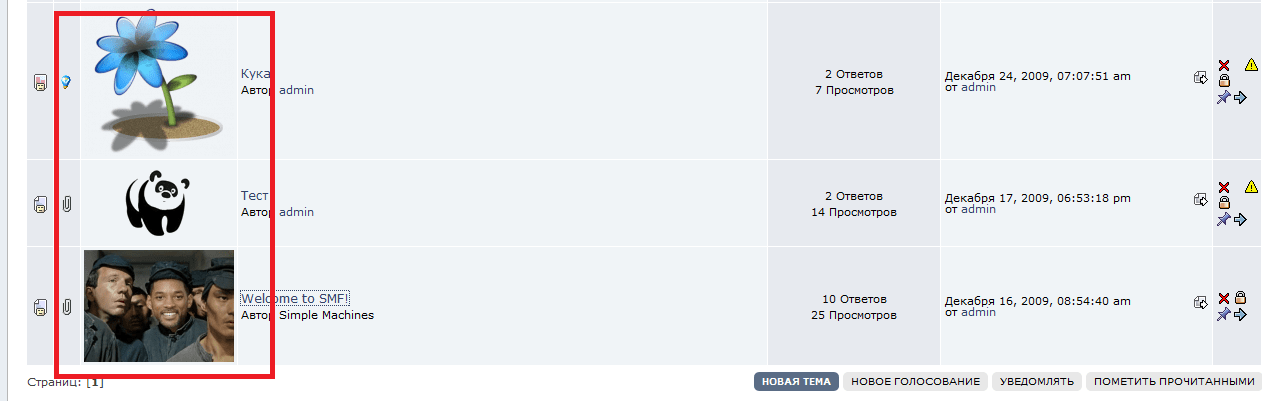 Кука
Автор admin
2 Ответов
7 Просмотров
Декабря 24, 2009, 07:07:51 am
от admin
Тест
Автор admin
2 Ответов
14 Просмотров
Декабря 17, 2009, 06:53:18 pm
от admin
Welcome to SMF!
Автор Simple Machines
10 Ответов
25 Просмотров
Декабря 16, 2009, 08:54:40 am
от admin
Страниц: [1]
НОВАЯ ТЕМА
НОВОЕ ГОЛОСОВАНИЕ
УВЕДОМЛЯТЬ
ПОМЕТИТЬ ПРОЧИТАННЫМИ